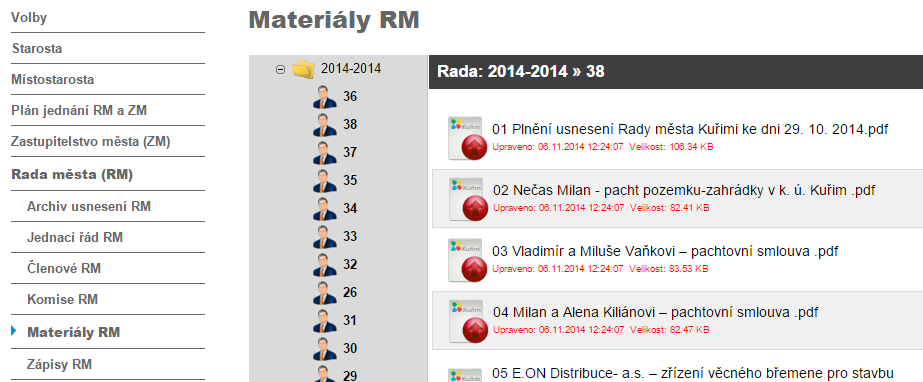 Volby
Starosta
Místostarosta
Plán jednání RM a ZM
Zastupitelstvo města (ZM)
Rada města (RM)
Archiv usnesení RM
Jednací řád RM
Členové RM
Komise RM
Materiály RM
Zápisy RM
Materiály RM
2014-2014
36
38
37
35
34
33
32
26
31
30
29
Rada: 2014-2014 » 38
Kuřim
01 Plnění usnesení Rady města Kuřimi ke dni 29. 10. 2014.pdf
Upraveno: 06.11.2014 12:24:07 Velikost: 106.34 KB
Kuřim
02 Nečas Milan - pacht pozemku-zahrádky v k. ú. Kuřim .pdf
Upraveno: 06.11.2014 12:24:07 Velikost: 82.41 KB
Kuřim
03 Vladimír a Miluše Vaňkovi – pachtovní smlouva .pdf
Upraveno: 06.11.2014 12:24:07 Velikost: 83.53 KB
Kuřim
04 Milan a Alena Kiliánovi – pachtovní smlouva .pdf
Upraveno: 06.11.2014 12:24:07 Velikost: 82.47 KB
Kuřim
05 E.ON Distribuce- a.s. – zřízení věcného břemene pro stavbu